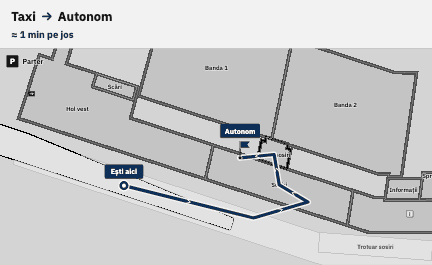 Taxi → Autonom
≈ 1 min pe jos
P Parter
Banda 1
Scări
Banda 2
Hol vest
Autonom
Ești aici
Informații
Trotuar sosiri